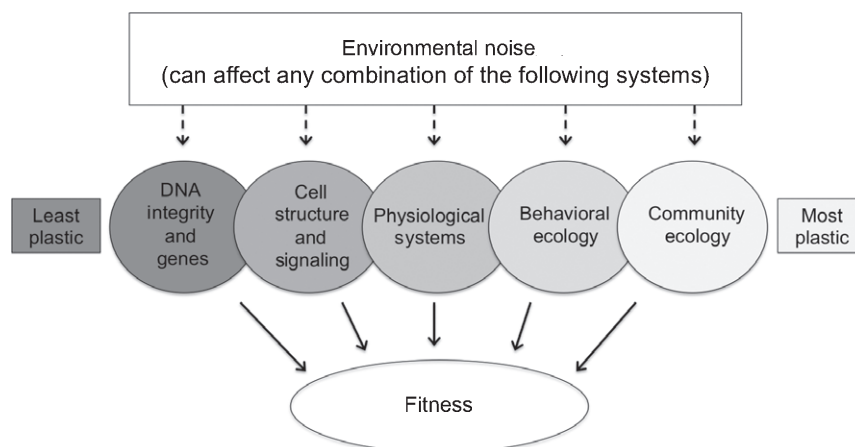 Environmental noise
(can affect any combination of the following systems)
Least
plastic
DNA
integrity
and
genes
Cell
structure
and
signaling
Physiological
systems
Behavioral
ecology
Community
ecology
Most
plastic
Fitness